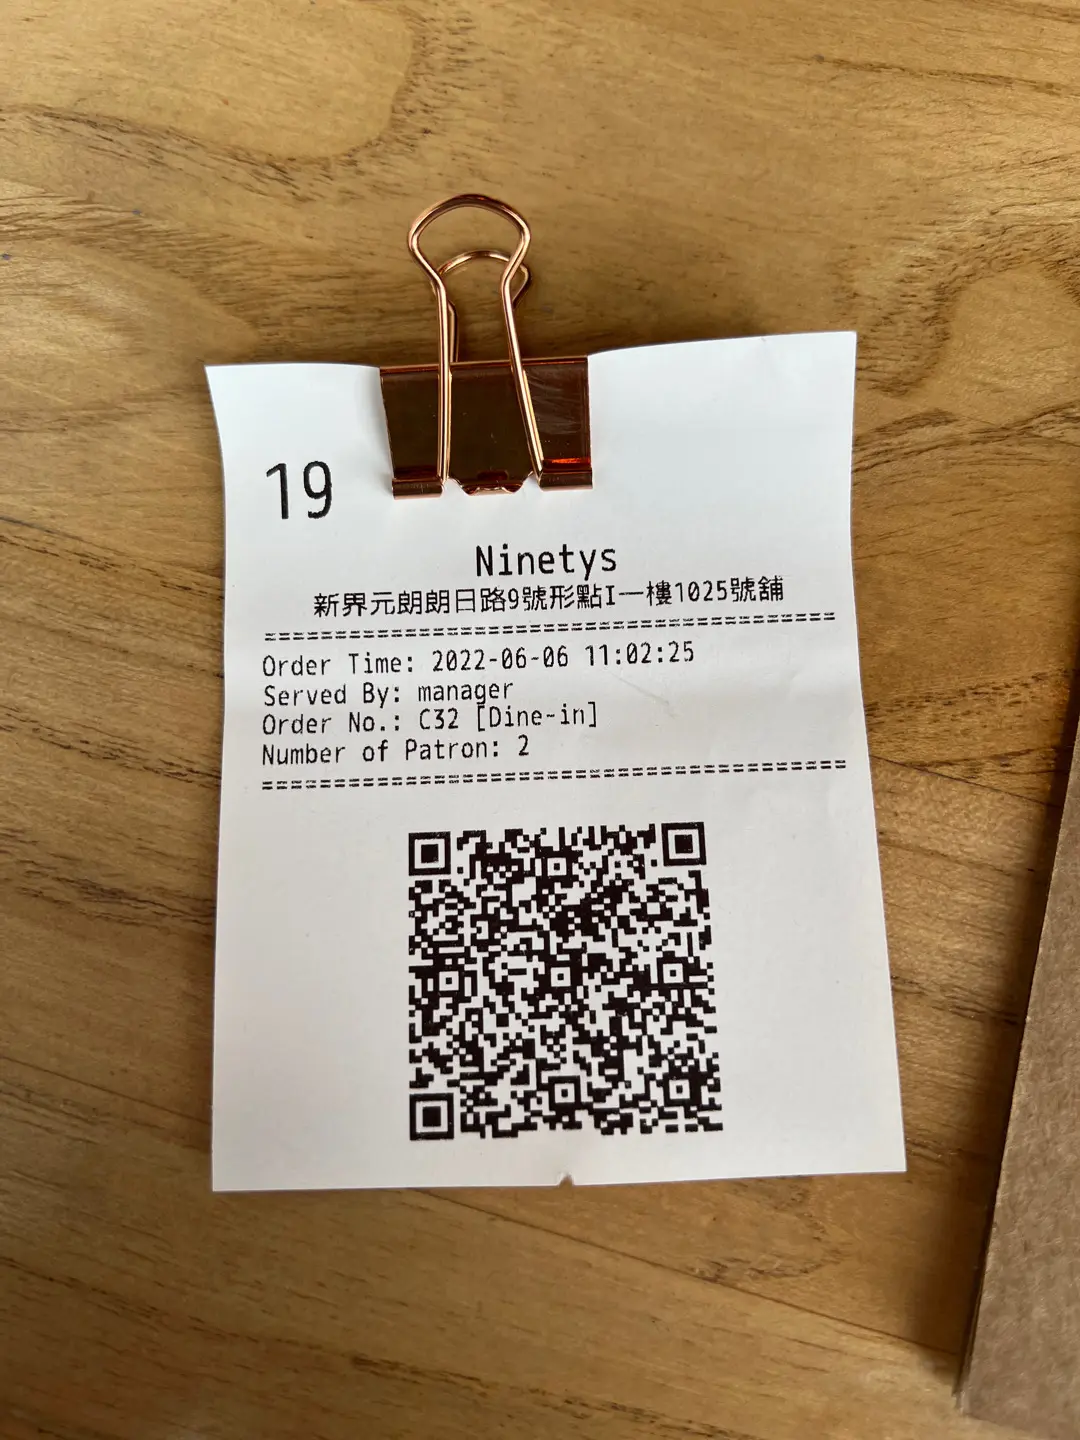 19
Ninetys
新界元朗朗日路9號形點I一樓1025號舖
========================================
Order Time: 2022-06-06 11:02:25
Served By: manager
Order No.: C32 [Dine-in]
Number of Patron: 2
========================================